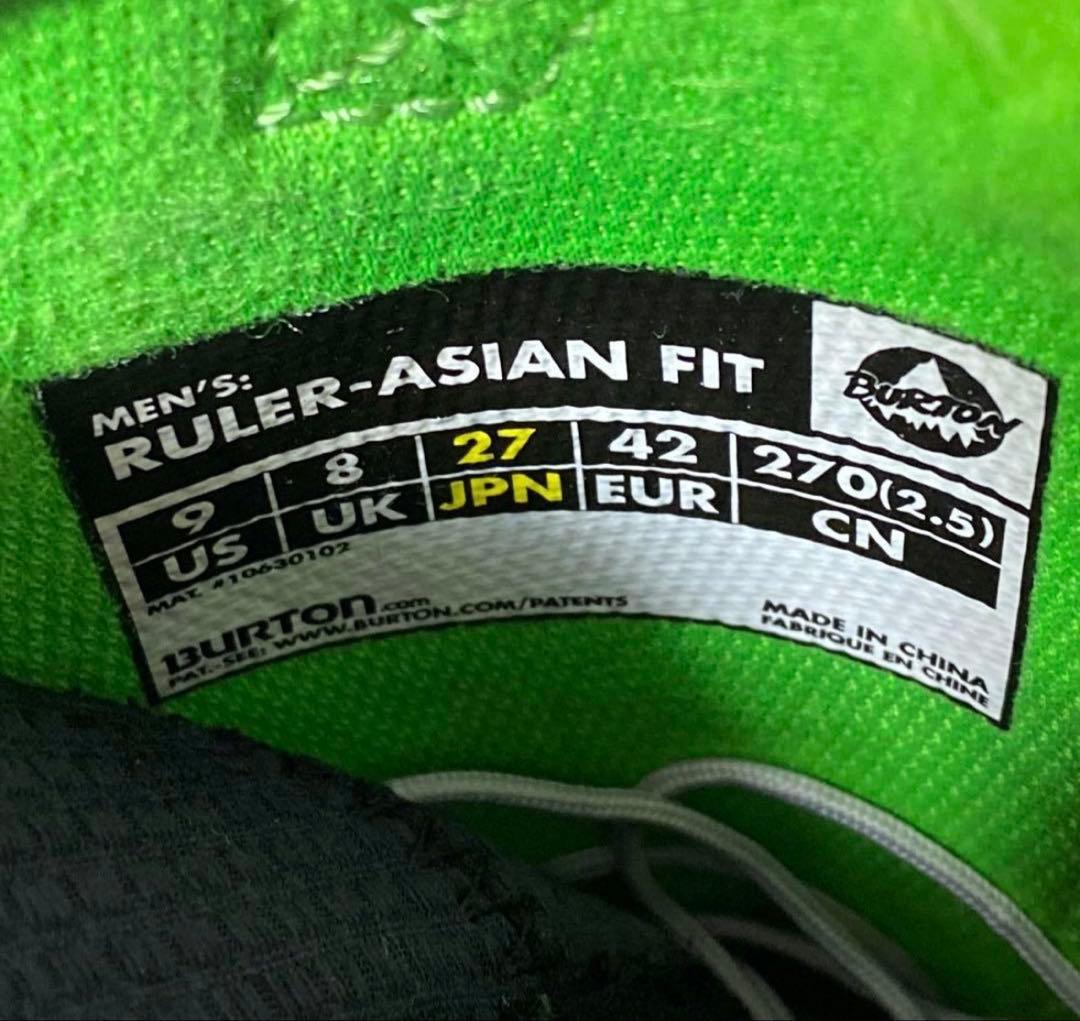 MEN'S:
RULER-ASIAN FIT
BURTON
9 8 27 42 270(2.5)
US UK JPN EUR CN
MAT. #10630102
BURTON.com
PAT.-SEE: WWW.BURTON.COM/PATENTS
MADE IN CHINA
FABRIQUE EN CHINE